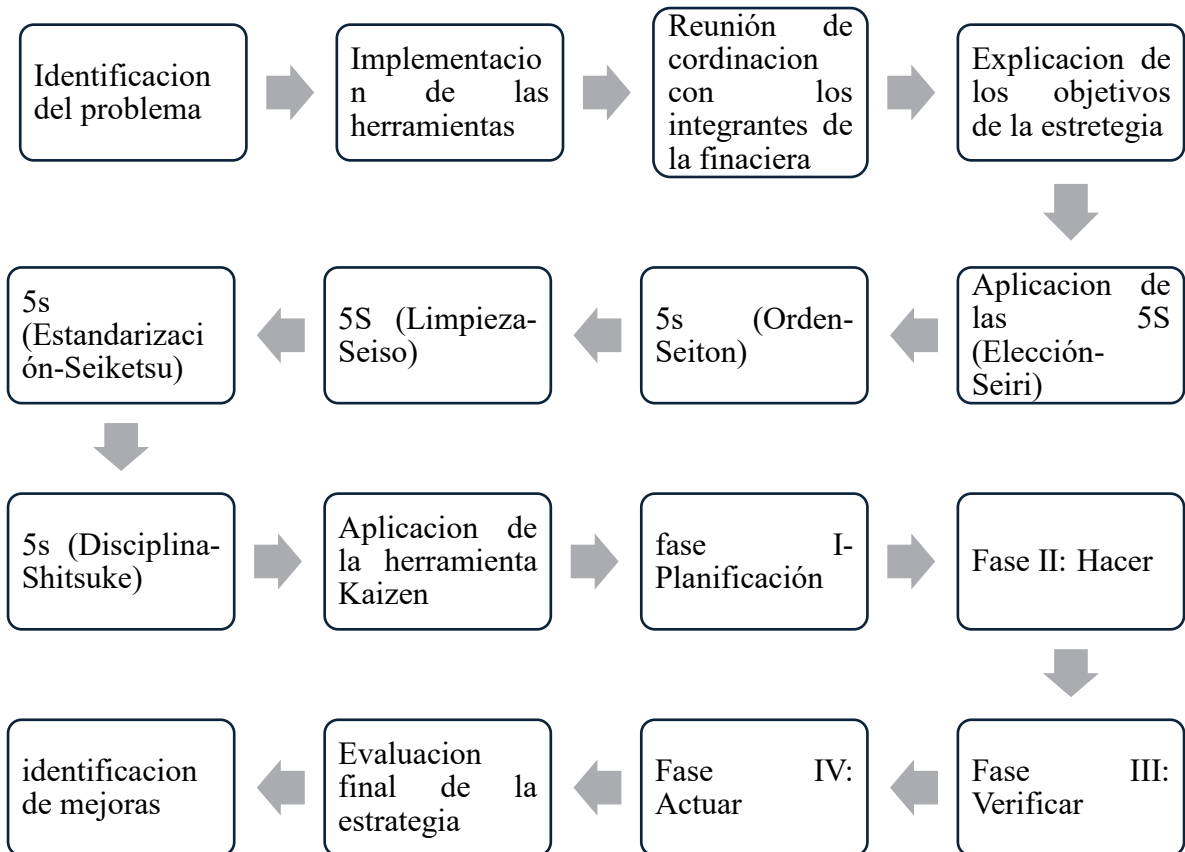 Identificacion
del problema
Implementacio
n de las
herramientas
Reunión de
cordinacion
con los
integrantes de
la finaciera
Explicacion de
los objetivos
de la estretegia
Aplicacion de
las 5S
(Elección-
Seiri)
5s (Orden-
Seiton)
5S (Limpieza-
Seiso)
5s
(Estandarizaci
ón-Seiketsu)
5s (Disciplina-
Shitsuke)
Aplicacion de
la herramienta
Kaizen
fase I-
Planificación
Fase II: Hacer
Fase III:
Verificar
Fase IV:
Actuar
Evaluacion
final de la
estrategia
identificacion
de mejoras